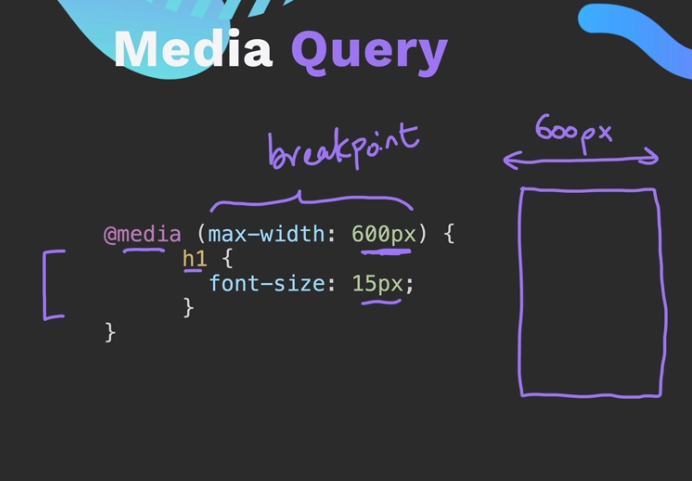 Media Query
breakpoint
600px
@media (max-width: 600px) {
h1 {
font-size: 15px;
}
}